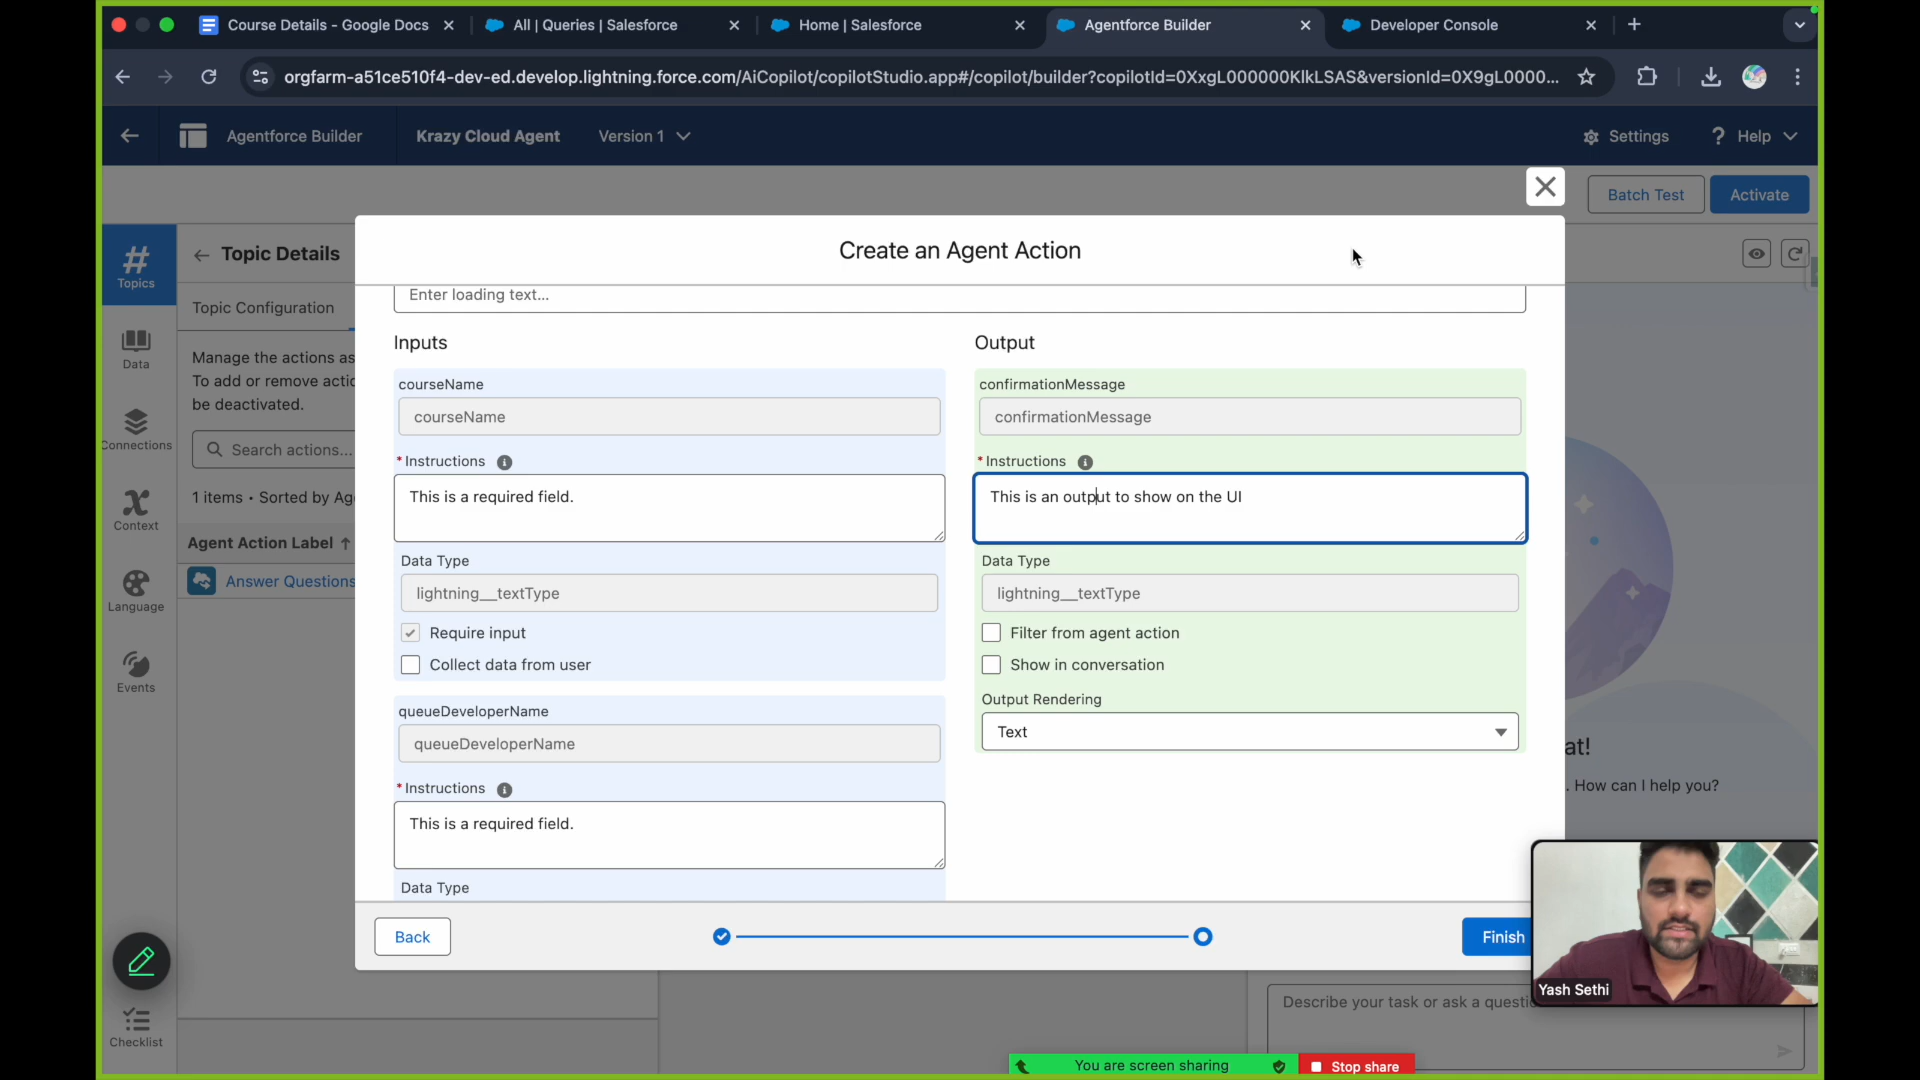 Course Details - Google Docs
All | Queries | Salesforce
Home | Salesforce
Agentforce Builder
Developer Console
orgfarm-a51ce510f4-dev-ed.develop.lightning.force.com/AiCopilot/copilotStudio.app#/copilot/builder?copilotId=0XxgL000000KlkLSAS&versionId=0X9gL0000...
Agentforce Builder
Krazy Cloud Agent
Version 1
Settings
Help
Batch Test
Activate
Topics
Data
Connections
Context
Language
Events
Checklist
Topic Details
Topic Configuration
Manage the actions as
To add or remove actio
be deactivated.
Search actions...
1 items • Sorted by Ag
Agent Action Label
Answer Questions
Create an Agent Action
Enter loading text...
Inputs
courseName
courseName
* Instructions
This is a required field.
Data Type
lightning__textType
Require input
Collect data from user
queueDeveloperName
queueDeveloperName
* Instructions
This is a required field.
Data Type
Output
confirmationMessage
confirmationMessage
* Instructions
This is an output to show on the UI
Data Type
lightning__textType
Filter from agent action
Show in conversation
Output Rendering
Text
Back
Finish
at!
. How can I help you?
Describe your task or ask a questio
Yash Sethi
You are screen sharing
Stop share